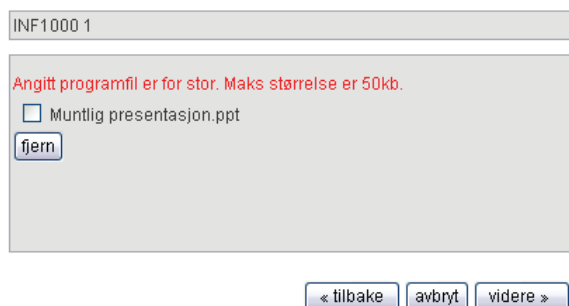 INF1000 1
Angitt programfil er for stor. Maks størrelse er 50kb.
Muntlig presentasjon.ppt
fjern
« tilbake avbryt videre »